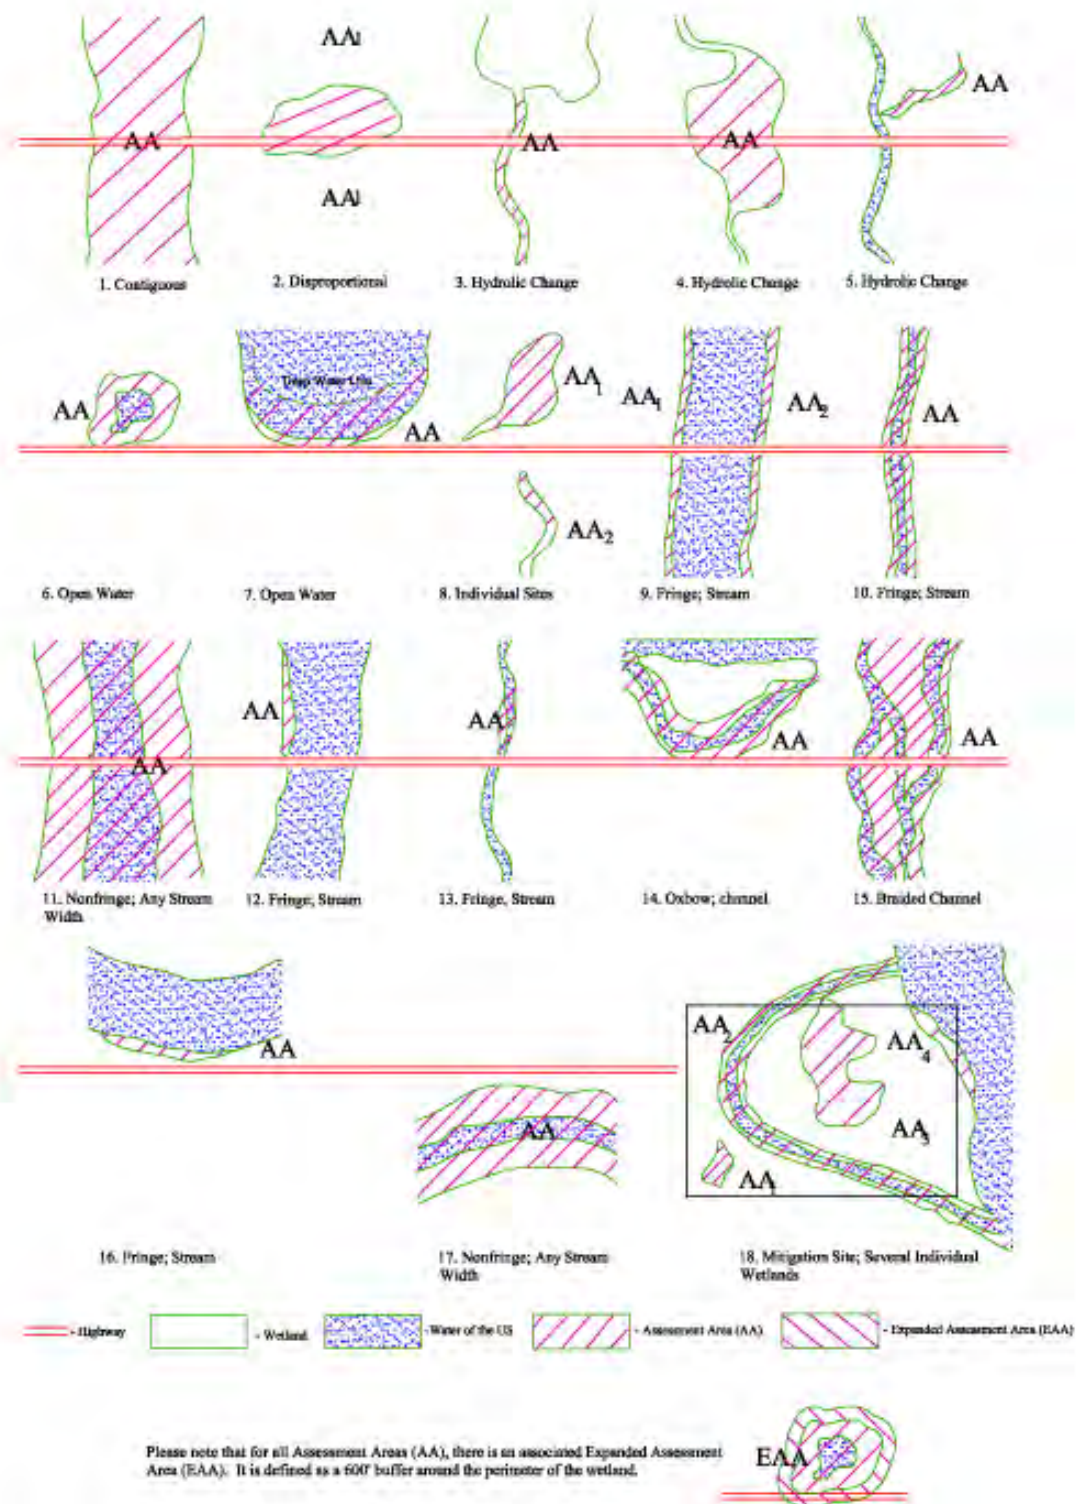 AA1
AA
AA
AA
AA
AA1
1. Contiguous
2. Disproportional
3. Hydrolic Change
4. Hydrolic Change
5. Hydrolic Change
AA
Deep Water
AA
AA1
AA2
AA1
AA2
AA
6. Open Water
7. Open Water
8. Individual Sites
9. Fringe; Stream
10. Fringe; Stream
AA
AA
AA
AA
AA
11. Nonfringe; Any Stream
Width
12. Fringe; Stream
13. Fringe; Stream
14. Oxbow; channel
15. Braided Channel
AA
AA
AA2
AA4
AA3
AA1
16. Fringe; Stream
17. Nonfringe; Any Stream
Width
18. Mitigation Site; Several Individual
Wetlands
- Highway
- Wetland
- Water of the US
- Assessment Area (AA)
- Expanded Assessment Area (EAA)
Please note that for all Assessment Areas (AA), there is an associated Expanded Assessment
Area (EAA). It is defined as a 600' buffer around the perimeter of the wetland.
EAA